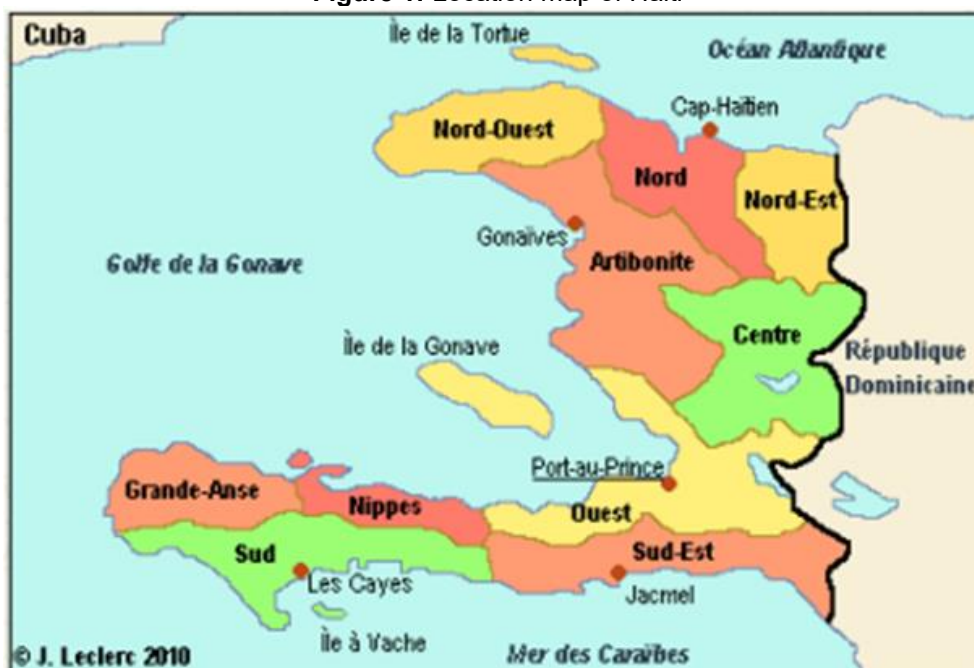 Cuba
Île de la Tortue
Océan Atlantique
Cap-Haïtien
Nord-Ouest
Nord
Nord-Est
Gonaïves
Golfe de la Gonave
Artibonite
Centre
Île de la Gonave
République
Dominicaine
Port-au-Prince
Grande-Anse
Nippes
Ouest
Sud
Sud-Est
Les Cayes
Jacmel
Île à Vache
© J. Leclerc 2010
Mer des Caraïbes